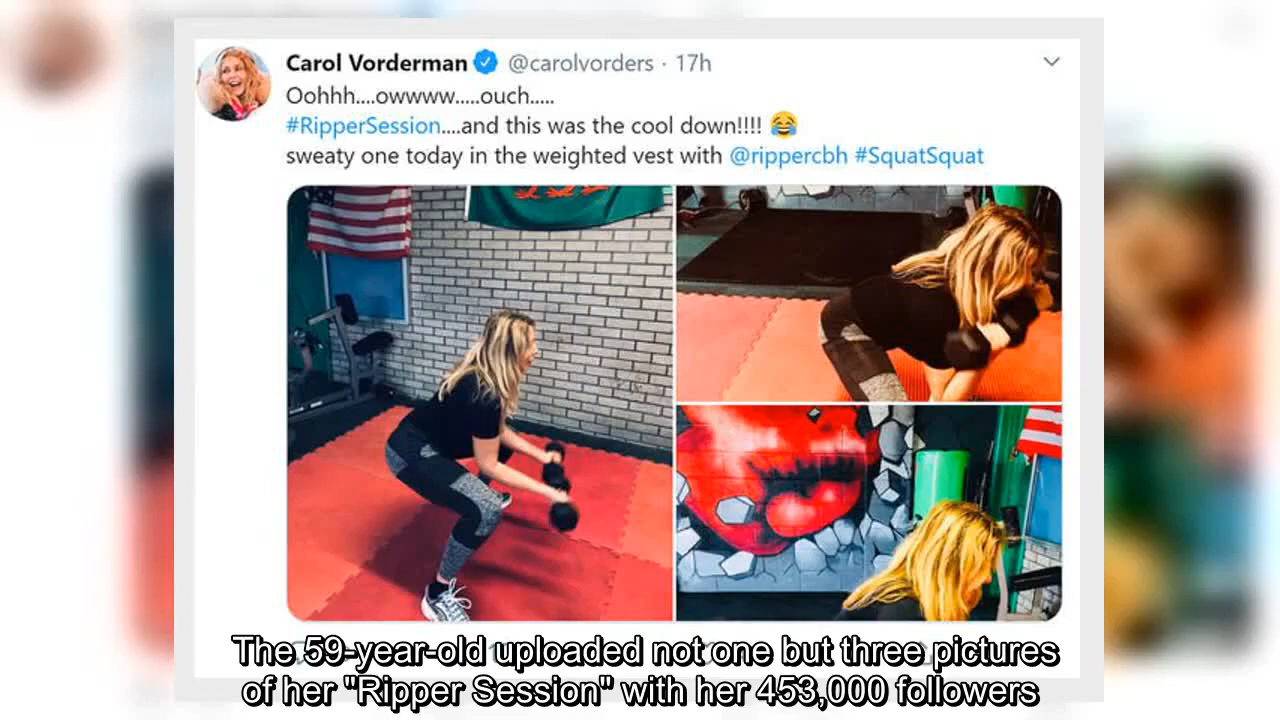 Carol Vorderman @carolvorders · 17h
Oohhh....owwww.....ouch.....
#RipperSession....and this was the cool down!!!! 😂
sweaty one today in the weighted vest with @rippercbh #SquatSquat
The 59-year-old uploaded not one but three pictures
of her "Ripper Session" with her 453,000 followers